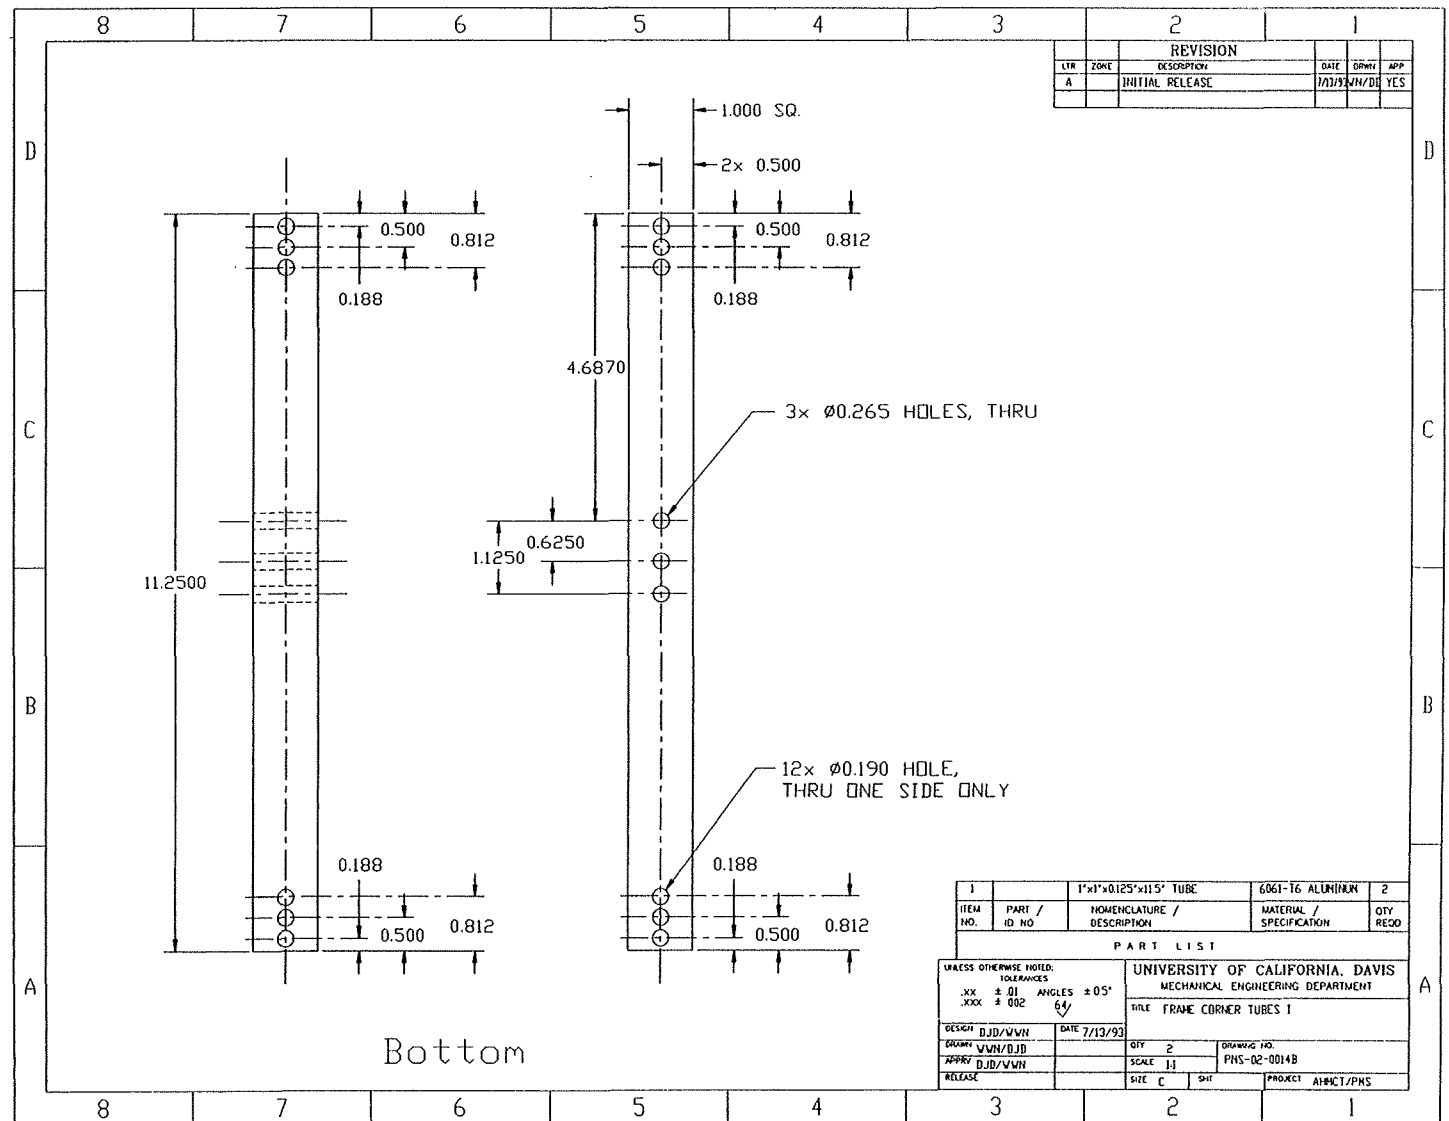 8 7 6 5 4 3 2 1
REVISION
LTR ZONE DESCRIPTION DATE DRWN APP
A INITIAL RELEASE 7/13/93 YES
1.000 SQ.
D D
2x 0.500
0.500 0.812 0.500 0.812
0.188 0.188
4.6870
3x ø0.265 HOLES, THRU
C C
0.6250
1.1250
11.2500
B B
12x ø0.190 HOLE,
THRU ONE SIDE ONLY
0.188 0.188
0.500 0.812 0.500 0.812
1 1"x1"x0.125"x11.5" TUBE 6061-T6 ALUMINUM 2
ITEM NO. PART / ID NO NOMENCLATURE / DESCRIPTION MATERIAL / SPECIFICATION QTY REQD
PART LIST
UNLESS OTHERWISE NOTED:
TOLERANCES
.XX ± .01 ANGLES ± 0.5°
.XXX ± .002 64
UNIVERSITY OF CALIFORNIA, DAVIS
MECHANICAL ENGINEERING DEPARTMENT
A A
TITLE FRAME CORNER TUBES 1
DESIGN DJD/WWN DATE 7/13/93
DRAWN WWN/DJD
APPRV DJD/WWN
RELEASE
QTY 2
SCALE 1:1
DRAWING NO.
PNS-02-0014B
SIZE C SHT PROJECT AHMCT/PNS
Bottom
8 7 6 5 4 3 2 1